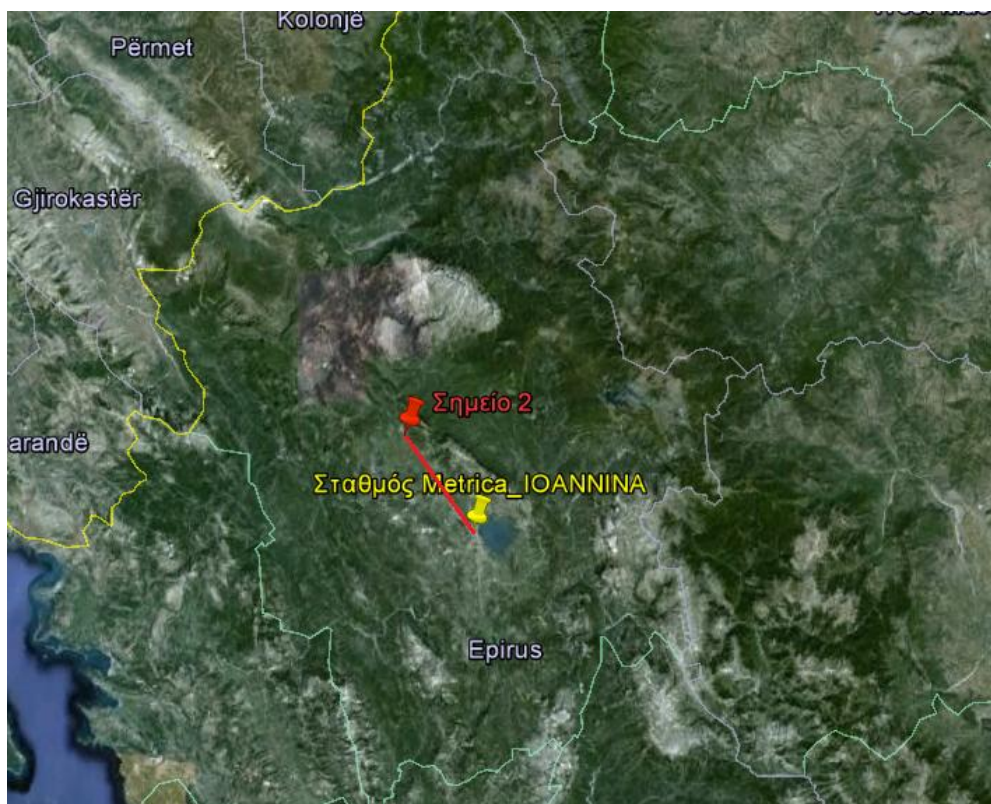 Kolonjë
Përmet
Gjirokastër
Σημείο 2
arandë
Σταθμός Metrica_IOANNINA
Epirus